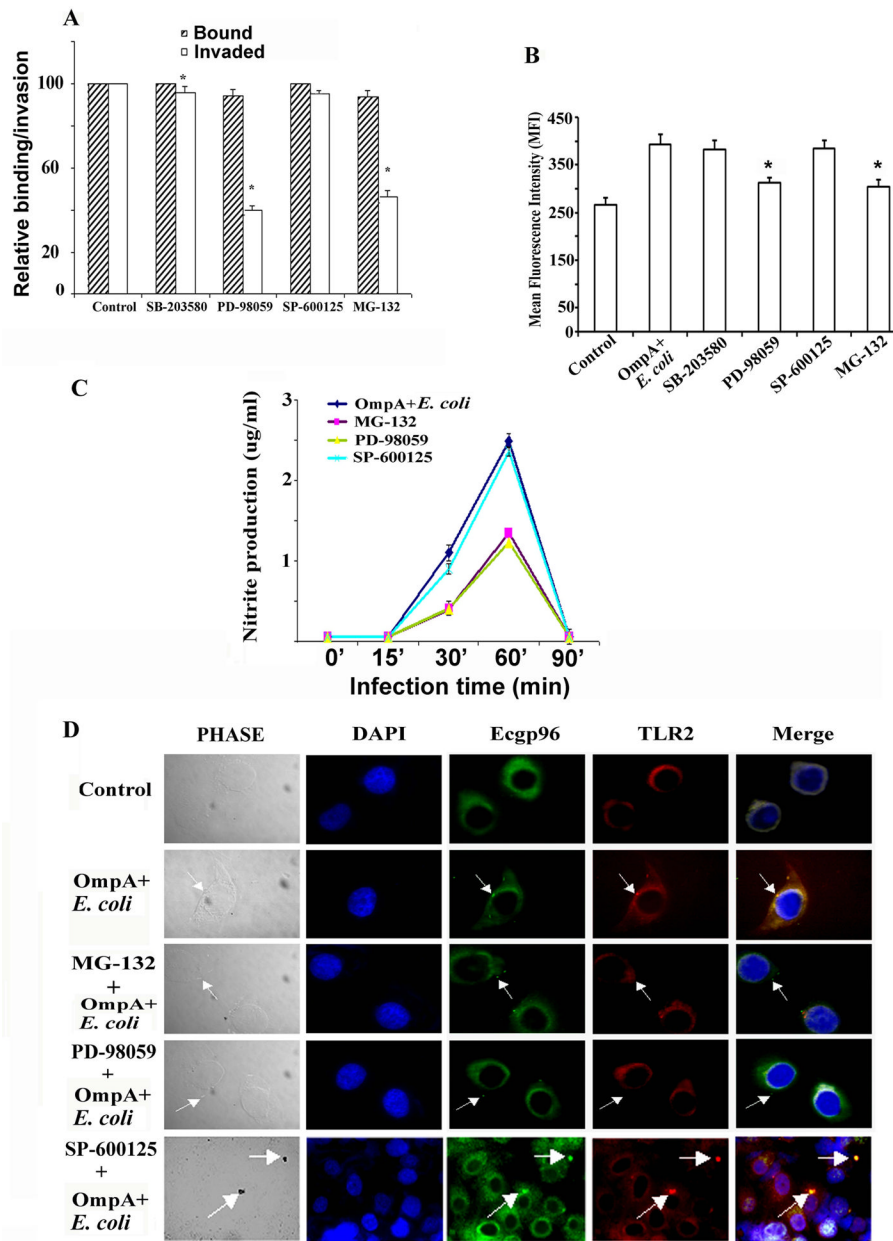 A
Bound
Invaded
Relative binding/invasion
100
60
20
0
*
*
*
Control SB-203580 PD-98059 SP-600125 MG-132
B
Mean Fluorescence Intensity (MFI)
450
350
250
350
250
150
50
0
*
*
Control
OmpA+
E. coli
SB-203580
PD-98059
SP-600125
MG-132
C
Nitrite production (ug/ml)
3
2
1
OmpA+E. coli
MG-132
PD-98059
SP-600125
0’ 15’ 30’ 60’ 90’
Infection time (min)
D
PHASE DAPI Ecgp96 TLR2 Merge
Control
OmpA+
E. coli
MG-132
+
OmpA+
E. coli
PD-98059
+
OmpA+
E. coli
SP-600125
+
OmpA+
E. coli